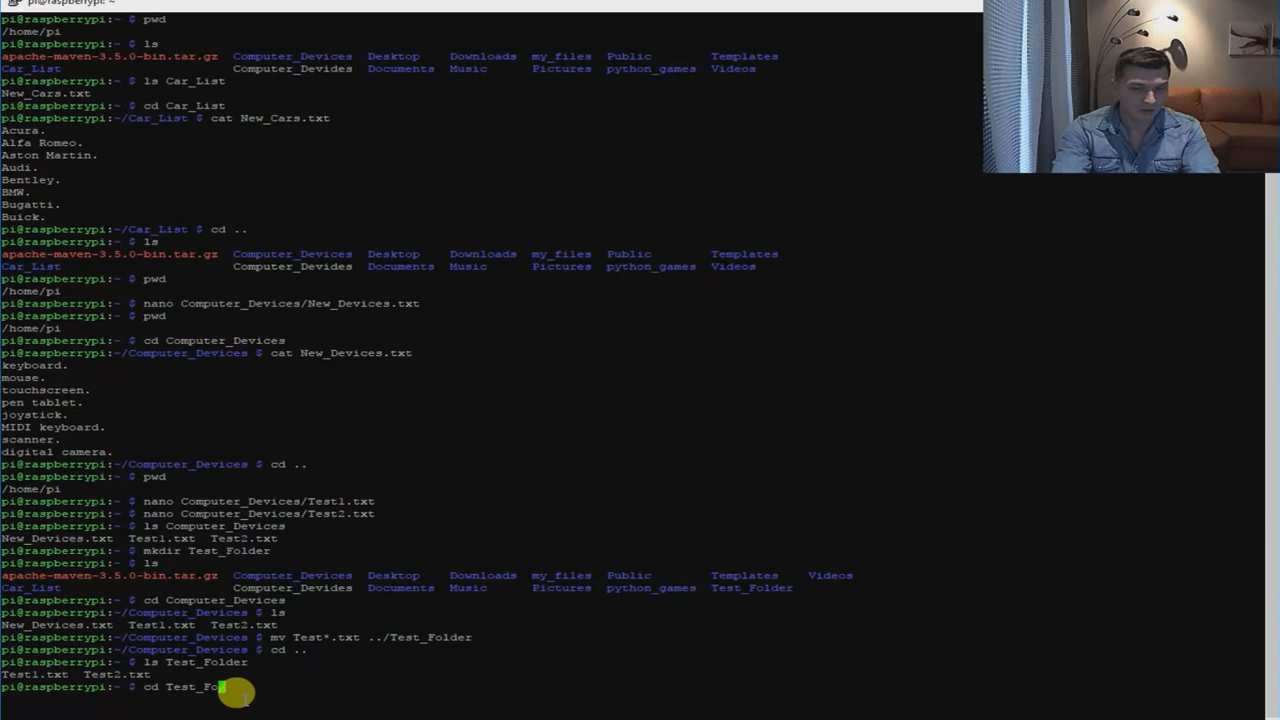 pi@raspberrypi: ~
pi@raspberrypi:~ $ pwd
/home/pi
pi@raspberrypi:~ $ ls
apache-maven-3.5.0-bin.tar.gz  Computer_Devices  Desktop    Downloads  my_files  Public        Templates
Car_List                       Computer_Devides  Documents  Music      Pictures  python_games  Videos
pi@raspberrypi:~ $ ls Car_List
New_Cars.txt
pi@raspberrypi:~ $ cd Car_List
pi@raspberrypi:~/Car_List $ cat New_Cars.txt
Acura.
Alfa Romeo.
Aston Martin.
Audi.
Bentley.
BMW.
Bugatti.
Buick.
pi@raspberrypi:~/Car_List $ cd ..
pi@raspberrypi:~ $ ls
apache-maven-3.5.0-bin.tar.gz  Computer_Devices  Desktop    Downloads  my_files  Public        Templates
Car_List                       Computer_Devides  Documents  Music      Pictures  python_games  Videos
pi@raspberrypi:~ $ pwd
/home/pi
pi@raspberrypi:~ $ nano Computer_Devices/New_Devices.txt
pi@raspberrypi:~ $ pwd
/home/pi
pi@raspberrypi:~ $ cd Computer_Devices
pi@raspberrypi:~/Computer_Devices $ cat New_Devices.txt
keyboard.
mouse.
touchscreen.
pen tablet.
joystick.
MIDI keyboard.
scanner.
digital camera.
pi@raspberrypi:~/Computer_Devices $ cd ..
pi@raspberrypi:~ $ pwd
/home/pi
pi@raspberrypi:~ $ nano Computer_Devices/Test1.txt
pi@raspberrypi:~ $ nano Computer_Devices/Test2.txt
pi@raspberrypi:~ $ ls Computer_Devices
New_Devices.txt  Test1.txt  Test2.txt
pi@raspberrypi:~ $ mkdir Test_Folder
pi@raspberrypi:~ $ ls
apache-maven-3.5.0-bin.tar.gz  Computer_Devices  Desktop    Downloads  my_files  Public        Templates    Videos
Car_List                       Computer_Devides  Documents  Music      Pictures  python_games  Test_Folder
pi@raspberrypi:~ $ cd Computer_Devices
pi@raspberrypi:~/Computer_Devices $ ls
New_Devices.txt  Test1.txt  Test2.txt
pi@raspberrypi:~/Computer_Devices $ mv Test*.txt ../Test_Folder
pi@raspberrypi:~/Computer_Devices $ cd ..
pi@raspberrypi:~ $ ls Test_Folder
Test1.txt  Test2.txt
pi@raspberrypi:~ $ cd Test_Fo